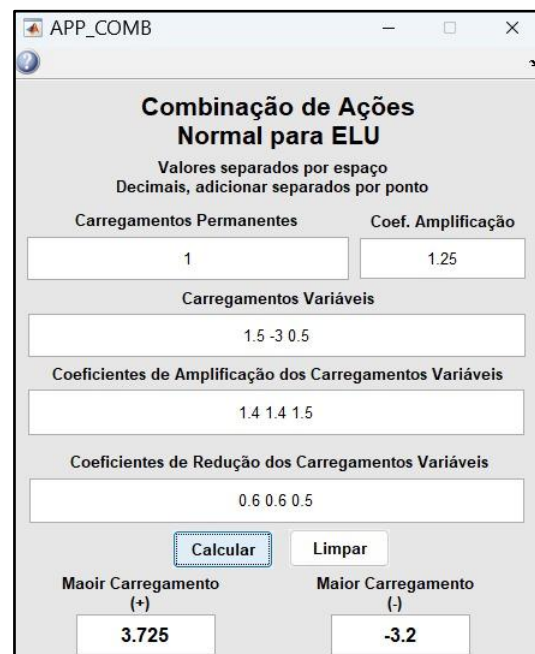 APP_COMB
Combinação de Ações
Normal para ELU
Valores separados por espaço
Decimais, adicionar separados por ponto
Carregamentos Permanentes
Coef. Amplificação
1
1.25
Carregamentos Variáveis
1.5 -3 0.5
Coeficientes de Amplificação dos Carregamentos Variáveis
1.4 1.4 1.5
Coeficientes de Redução dos Carregamentos Variáveis
0.6 0.6 0.5
Calcular
Limpar
Maoir Carregamento
(+)
Maior Carregamento
(-)
3.725
-3.2